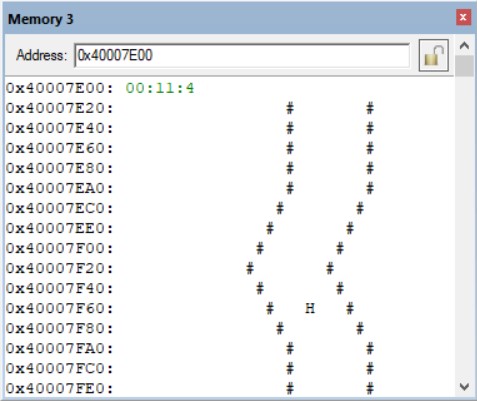 Memory 3
Address: 0x40007E00
0x40007E00: 00:11:4
0x40007E20:                 #       #
0x40007E40:                 #       #
0x40007E60:                 #       #
0x40007E80:                 #       #
0x40007EA0:                 #       #
0x40007EC0:                #       #
0x40007EE0:               #       #
0x40007F00:              #       #
0x40007F20:             #       #
0x40007F40:              #       #
0x40007F60:               #   H   #
0x40007F80:                #       #
0x40007FA0:                 #       #
0x40007FC0:                 #       #
0x40007FE0:                 #       #